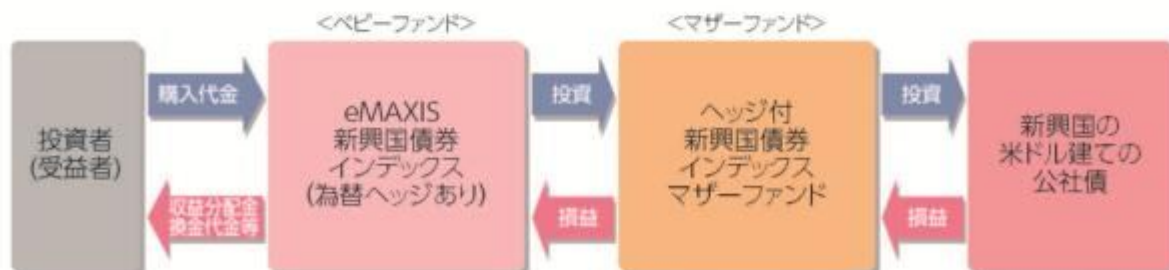 <ベビーファンド>
<マザーファンド>
投資者
(受益者)
購入代金
収益分配金
換金代金等
eMAXIS
新興国債券
インデックス
(為替ヘッジあり)
投資
損益
ヘッジ付
新興国債券
インデックス
マザーファンド
投資
損益
新興国の
米ドル建ての
公社債